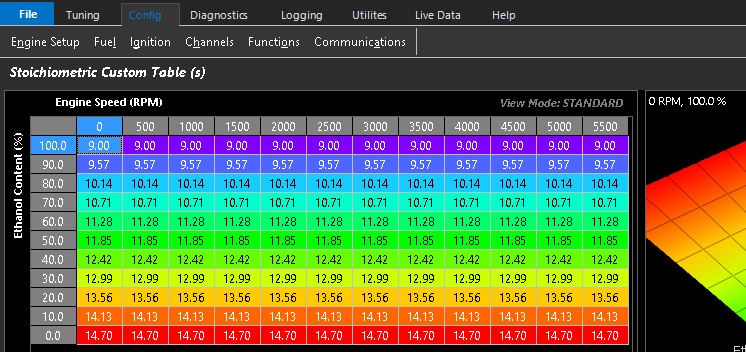 File Tuning Config Diagnostics Logging Utilites Live Data Help
Engine Setup Fuel Ignition Channels Functions Communications
Stoichiometric Custom Table (s)
Engine Speed (RPM) View Mode: STANDARD
0 500 1000 1500 2000 2500 3000 3500 4000 4500 5000 5500
Ethanol Content (%)
100.0 9.00 9.00 9.00 9.00 9.00 9.00 9.00 9.00 9.00 9.00 9.00 9.00
90.0 9.57 9.57 9.57 9.57 9.57 9.57 9.57 9.57 9.57 9.57 9.57 9.57
80.0 10.14 10.14 10.14 10.14 10.14 10.14 10.14 10.14 10.14 10.14 10.14 10.14
70.0 10.71 10.71 10.71 10.71 10.71 10.71 10.71 10.71 10.71 10.71 10.71 10.71
60.0 11.28 11.28 11.28 11.28 11.28 11.28 11.28 11.28 11.28 11.28 11.28 11.28
50.0 11.85 11.85 11.85 11.85 11.85 11.85 11.85 11.85 11.85 11.85 11.85 11.85
40.0 12.42 12.42 12.42 12.42 12.42 12.42 12.42 12.42 12.42 12.42 12.42 12.42
30.0 12.99 12.99 12.99 12.99 12.99 12.99 12.99 12.99 12.99 12.99 12.99 12.99
20.0 13.56 13.56 13.56 13.56 13.56 13.56 13.56 13.56 13.56 13.56 13.56 13.56
10.0 14.13 14.13 14.13 14.13 14.13 14.13 14.13 14.13 14.13 14.13 14.13 14.13
0.0 14.70 14.70 14.70 14.70 14.70 14.70 14.70 14.70 14.70 14.70 14.70 14.70
0 RPM, 100.0 %